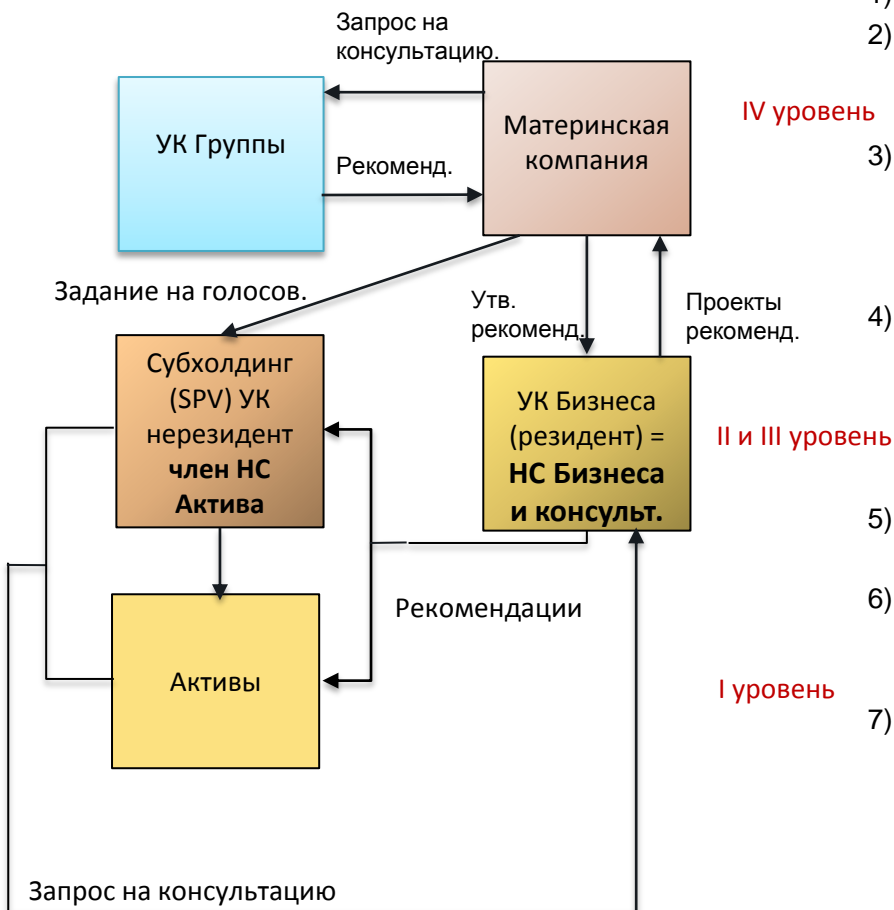 1)
Запрос на
консультацию.
2)
УК Группы
Материнская
компания
IV уровень
3)
Рекоменд.
Задание на голосов.
Утв.
рекоменд.
Проекты
рекоменд.
4)
Субхолдинг
(SPV) УК
нерезидент
член НС
Актива
УК Бизнеса
(резидент) =
НС Бизнеса
и консульт.
II и III уровень
5)
Рекомендации
6)
Активы
I уровень
7)
Запрос на консультацию